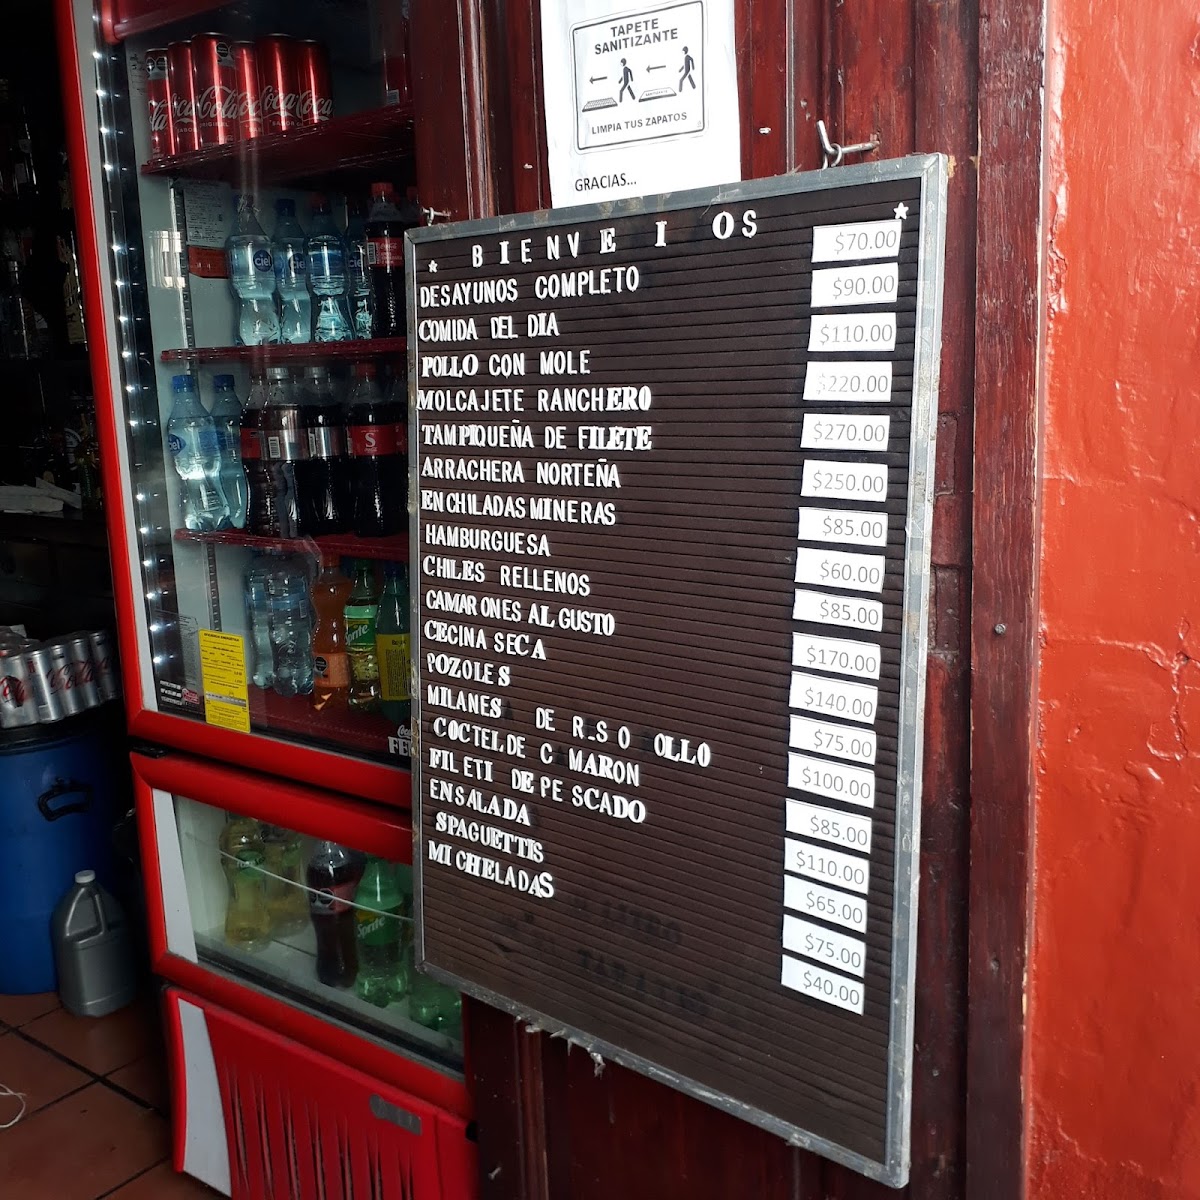 TAPETE
SANITIZANTE
LIMPIA TUS ZAPATOS
GRACIAS...
BIENVE I OS
DESAYUNOS COMPLETO $70.00
COMIDA DEL DIA $90.00
POLLO CON MOLE $110.00
MOLCAJETE RANCHERO $220.00
TAMPIQUEÑA DE FILETE $270.00
ARRACHERA NORTEÑA $250.00
ENCHILADAS MINERAS $85.00
HAMBURGUESA $60.00
CHILES RELLENOS $85.00
CAMARONES AL GUSTO $170.00
CECINA SECA $140.00
POZOLES $75.00
MILANES DE R.S O OLLO $100.00
COCTEL DE C MARON $85.00
FILETI DE PESCADO $110.00
ENSALADA $65.00
SPAGUETTIS $75.00
MICHELADAS $40.00
Coca-Cola
ciel
ciel
ciel
Sprite
Sprite